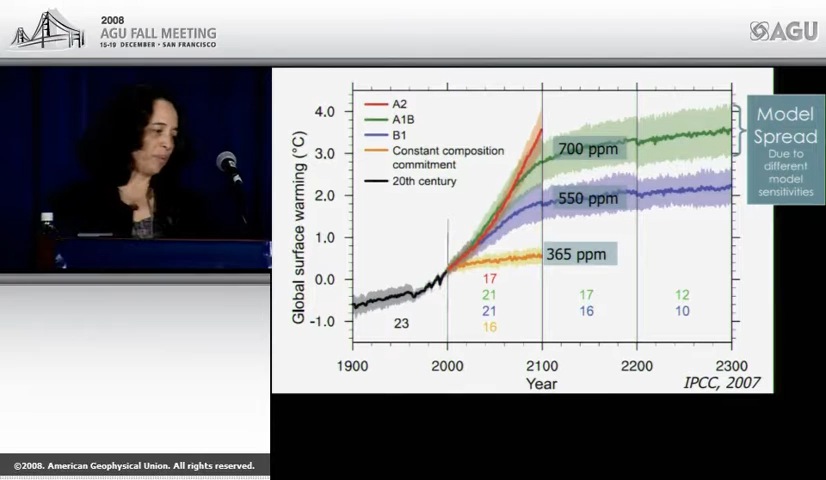 2008
AGU FALL MEETING
15-19 DECEMBER • SAN FRANCISCO
AGU
Global surface warming (°C)
4.0
3.0
2.0
1.0
0.0
-1.0
A2
A1B
B1
Constant composition
commitment
20th century
700 ppm
550 ppm
365 ppm
17
21
21
16
23
17
16
12
10
1900
2000
2100
2200
2300
Year
IPCC, 2007
Model
Spread
Due to
different
model
sensitivities
©2008. American Geophysical Union. All rights reserved.